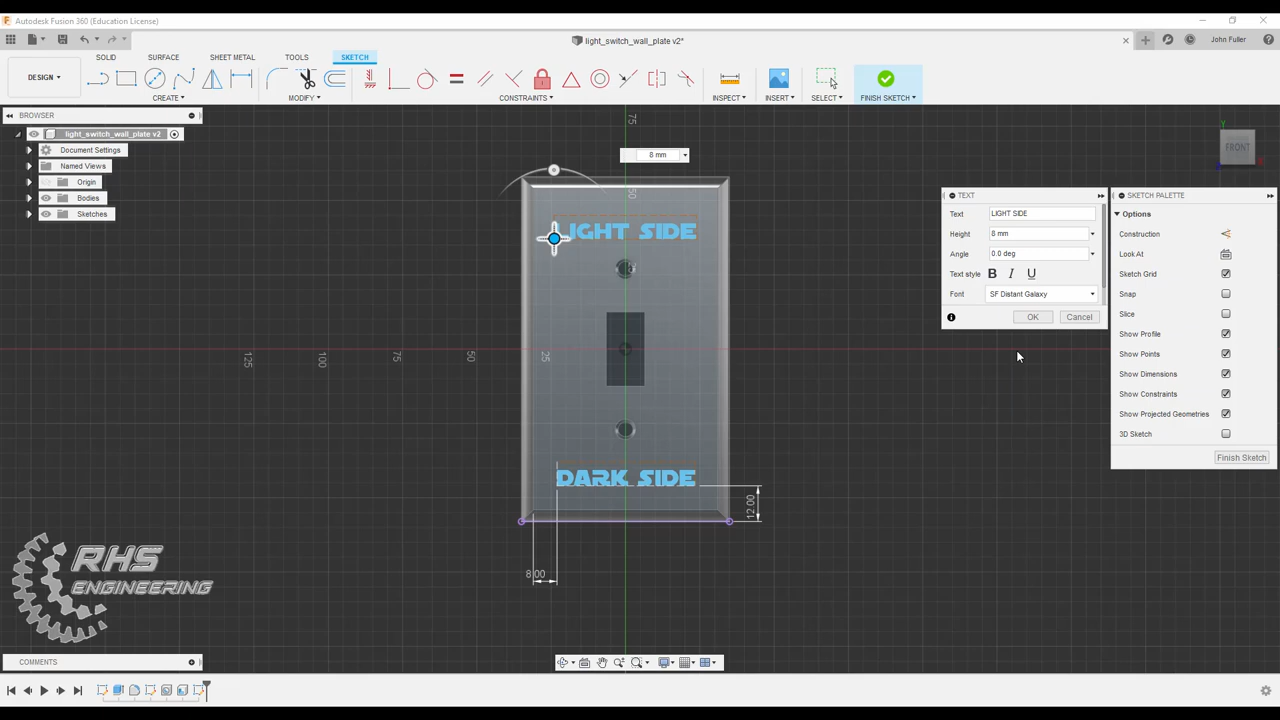 Autodesk Fusion 360 (Education License)
light_switch_wall_plate v2*
John Fuller
DESIGN
SOLID
SURFACE
SHEET METAL
TOOLS
SKETCH
CREATE
MODIFY
CONSTRAINTS
INSPECT
INSERT
SELECT
FINISH SKETCH
BROWSER
light_switch_wall_plate v2
Document Settings
Named Views
Origin
Bodies
Sketches
75
8 mm
50
LIGHT SIDE
125
100
75
50
25
DARK SIDE
12.00
8.00
FRONT
Y
TEXT
Text
LIGHT SIDE
Height
8 mm
Angle
0.0 deg
Text style
B
I
U
Font
SF Distant Galaxy
OK
Cancel
SKETCH PALETTE
Options
Construction
Look At
Sketch Grid
Snap
Slice
Show Profile
Show Points
Show Dimensions
Show Constraints
Show Projected Geometries
3D Sketch
Finish Sketch
RHS
ENGINEERING
COMMENTS